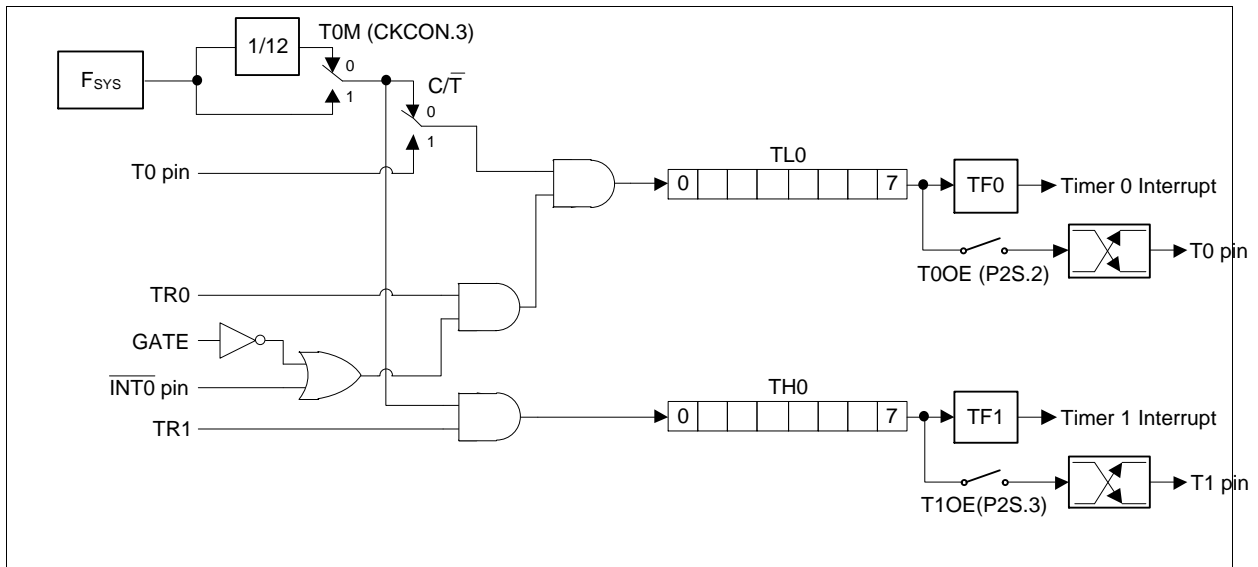 T0M (CKCON.3)
1/12
FSYS
0
1
C/T̅
0
1
T0 pin
TL0
0 7
TF0
Timer 0 Interrupt
T0OE (P2S.2)
T0 pin
TR0
GATE
I̅N̅T̅0̅ pin
TR1
TH0
0 7
TF1
Timer 1 Interrupt
T1OE(P2S.3)
T1 pin